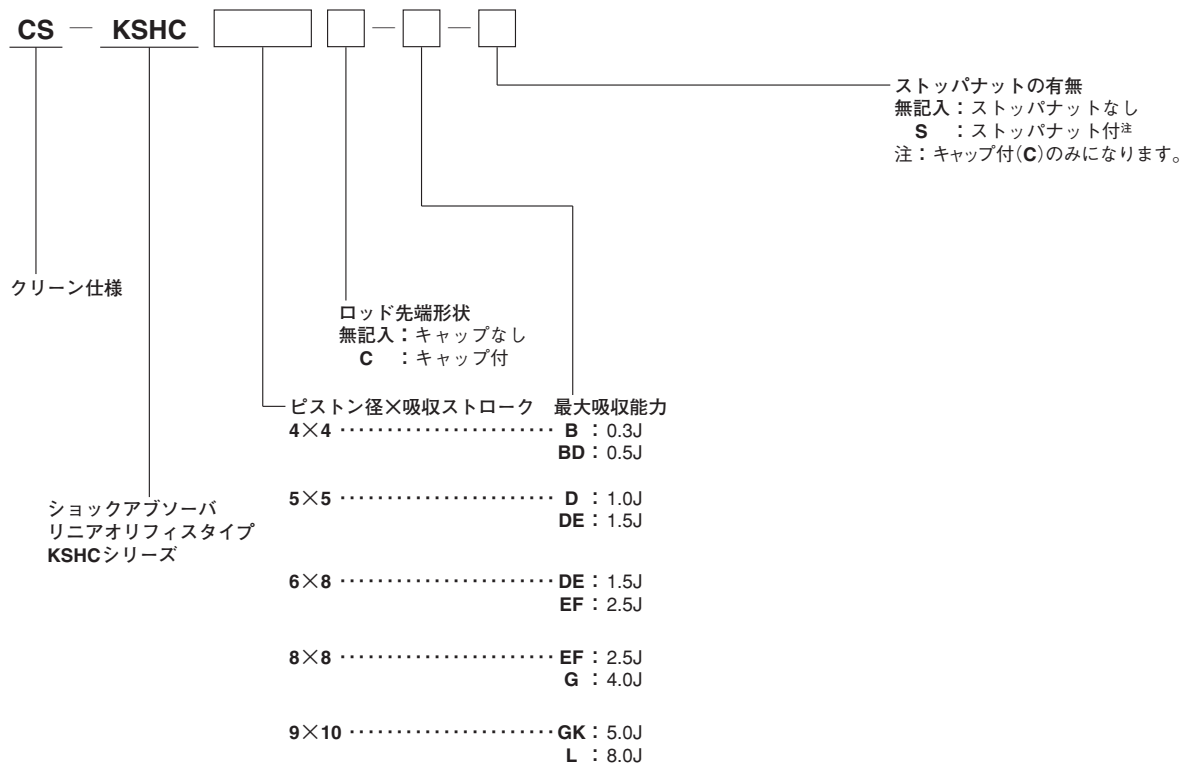 CS — KSHC □ □ — □ — □
ストッパナットの有無
無記入：ストッパナットなし
S ：ストッパナット付注
注：キャップ付(C)のみになります。
クリーン仕様
ロッド先端形状
無記入：キャップなし
C ：キャップ付
ピストン径×吸収ストローク 最大吸収能力
4×4 ······················· B ：0.3J
BD：0.5J
5×5 ······················· D ：1.0J
DE：1.5J
ショックアブソーバ
リニアオリフィスタイプ
KSHCシリーズ
6×8 ······················· DE：1.5J
EF：2.5J
8×8 ······················· EF：2.5J
G ：4.0J
9×10 ······················ GK：5.0J
L ：8.0J